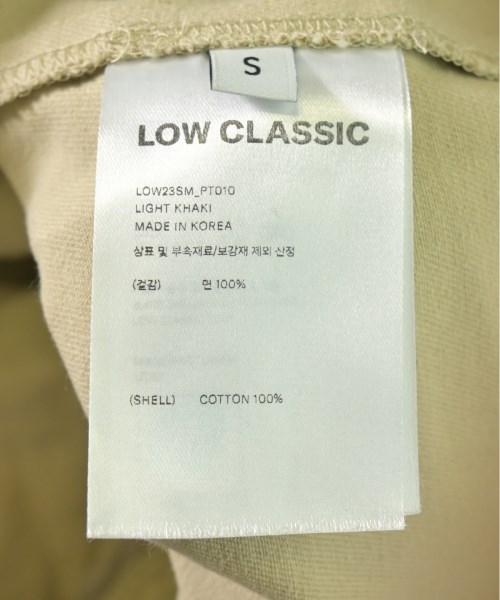 S
LOW CLASSIC
LOW23SM_PT010
LIGHT KHAKI
MADE IN KOREA
상표 및 부속재료/보강재 제외 산정
(겉감) 면 100%
(SHELL) COTTON 100%